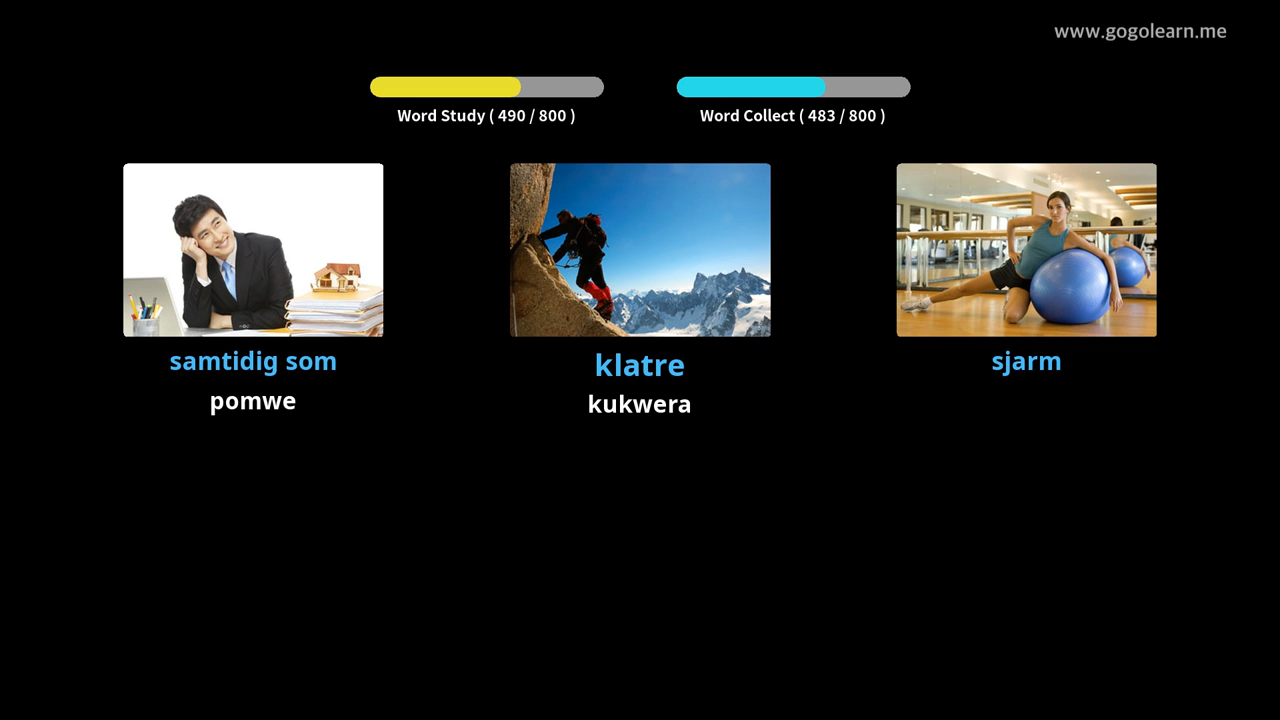 www.gogolearn.me
Word Study ( 490 / 800 )
Word Collect ( 483 / 800 )
samtidig som
pomwe
klatre
kukwera
sjarm